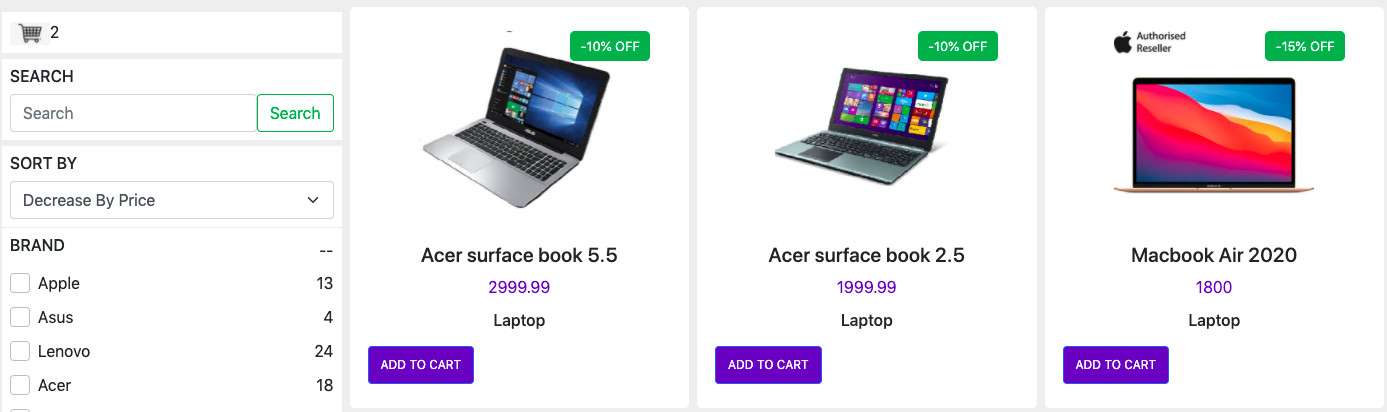 2
SEARCH
Search
Search
SORT BY
Decrease By Price
BRAND
--
Apple 13
Asus 4
Lenovo 24
Acer 18
-10% OFF
Acer surface book 5.5
2999.99
Laptop
ADD TO CART
-10% OFF
Acer surface book 2.5
1999.99
Laptop
ADD TO CART
Authorised
Reseller
-15% OFF
Macbook Air 2020
1800
Laptop
ADD TO CART